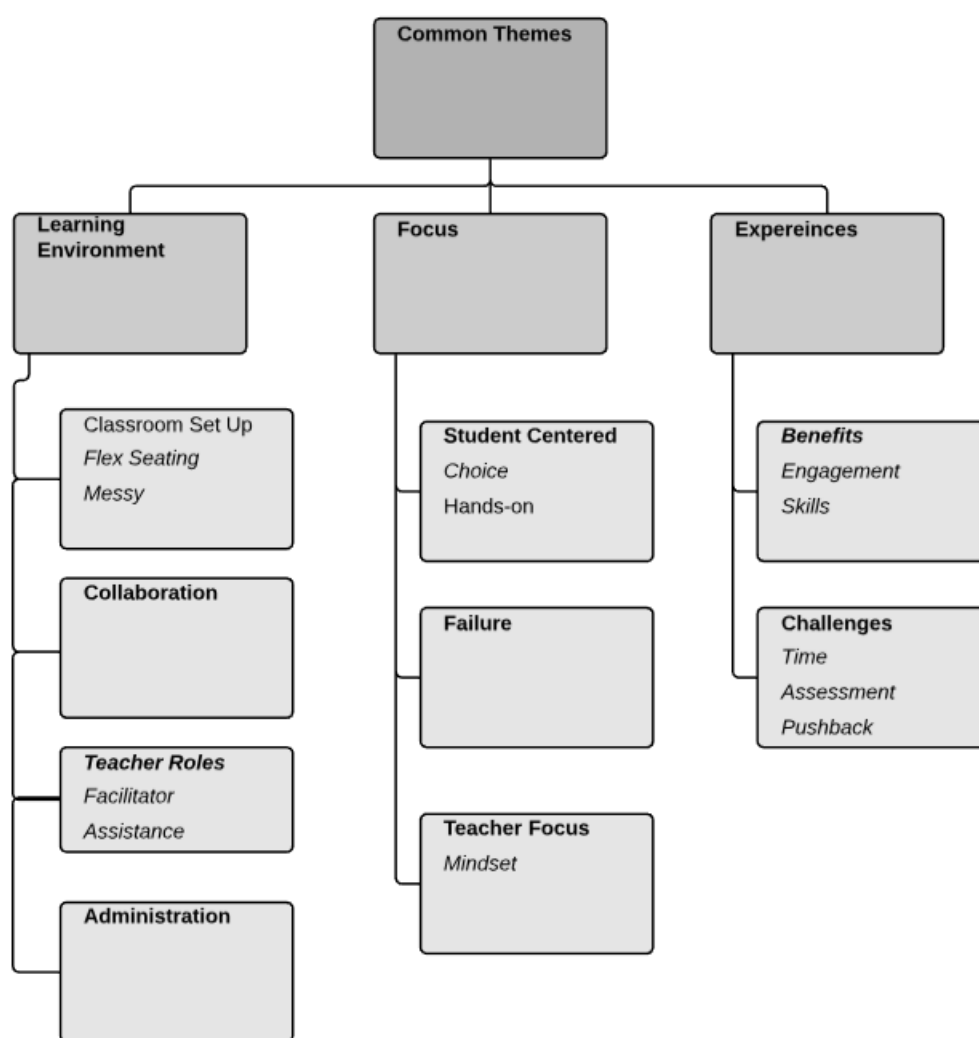 Common Themes
Learning
Environment
Classroom Set Up
Flex Seating
Messy
Collaboration
Teacher Roles
Facilitator
Assistance
Administration
Focus
Student Centered
Choice
Hands-on
Failure
Teacher Focus
Mindset
Expereinces
Benefits
Engagement
Skills
Challenges
Time
Assessment
Pushback